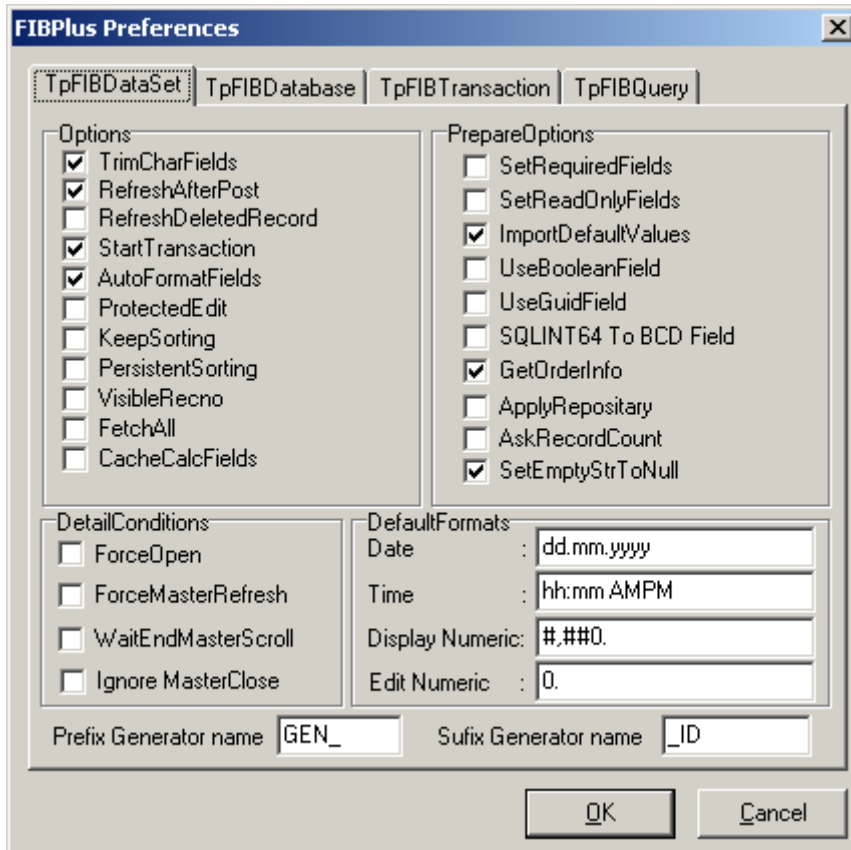 FIBPlus Preferences
TpFIBDataSet TpFIBDatabase TpFIBTransaction TpFIBQuery
Options
TrimCharFields
RefreshAfterPost
RefreshDeletedRecord
StartTransaction
AutoFormatFields
ProtectedEdit
KeepSorting
PersistentSorting
VisibleRecno
FetchAll
CacheCalcFields
PrepareOptions
SetRequiredFields
SetReadOnlyFields
ImportDefaultValues
UseBooleanField
UseGuidField
SQLINT64 To BCD Field
GetOrderInfo
ApplyRepositary
AskRecordCount
SetEmptyStrToNull
DetailConditions
ForceOpen
ForceMasterRefresh
WaitEndMasterScroll
Ignore MasterClose
DefaultFormats
Date : dd.mm.yyyy
Time : hh:mm AMPM
Display Numeric: #,##0.
Edit Numeric : 0.
Prefix Generator name GEN_ Sufix Generator name _ID
OK Cancel